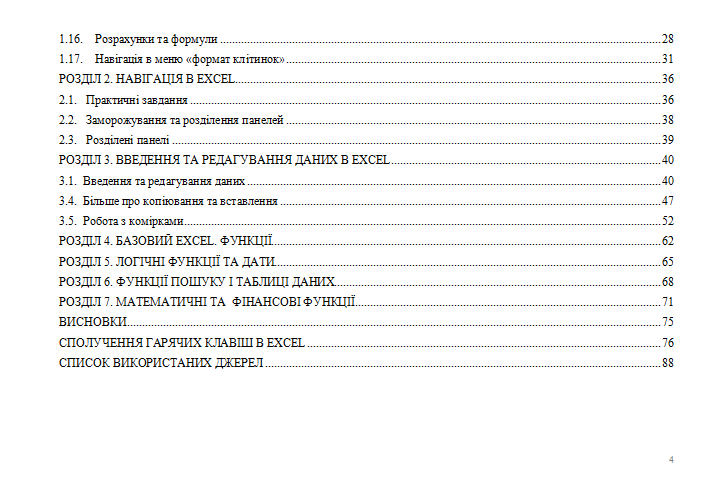 1.16. Розрахунки та формули ........ 28
1.17. Навігація в меню «формат клітинок» ........ 31
РОЗДІЛ 2. НАВІГАЦІЯ В EXCEL ........ 36
2.1. Практичні завдання ........ 36
2.2. Заморожування та розділення панелей ........ 38
2.3. Розділені панелі ........ 39
РОЗДІЛ 3. ВВЕДЕННЯ ТА РЕДАГУВАННЯ ДАНИХ В EXCEL ........ 40
3.1. Введення та редагування даних ........ 40
3.4. Більше про копіювання та вставлення ........ 47
3.5. Робота з комірками ........ 52
РОЗДІЛ 4. БАЗОВИЙ EXCEL. ФУНКЦІЇ ........ 62
РОЗДІЛ 5. ЛОГІЧНІ ФУНКЦІЇ ТА ДАТИ ........ 65
РОЗДІЛ 6. ФУНКЦІЇ ПОШУКУ І ТАБЛИЦІ ДАНИХ ........ 68
РОЗДІЛ 7. МАТЕМАТИЧНІ ТА ФІНАНСОВІ ФУНКЦІЇ ........ 71
ВИСНОВКИ ........ 75
СПОЛУЧЕННЯ ГАРЯЧИХ КЛАВІШ В EXCEL ........ 76
СПИСОК ВИКОРИСТАНИХ ДЖЕРЕЛ ........ 88
4